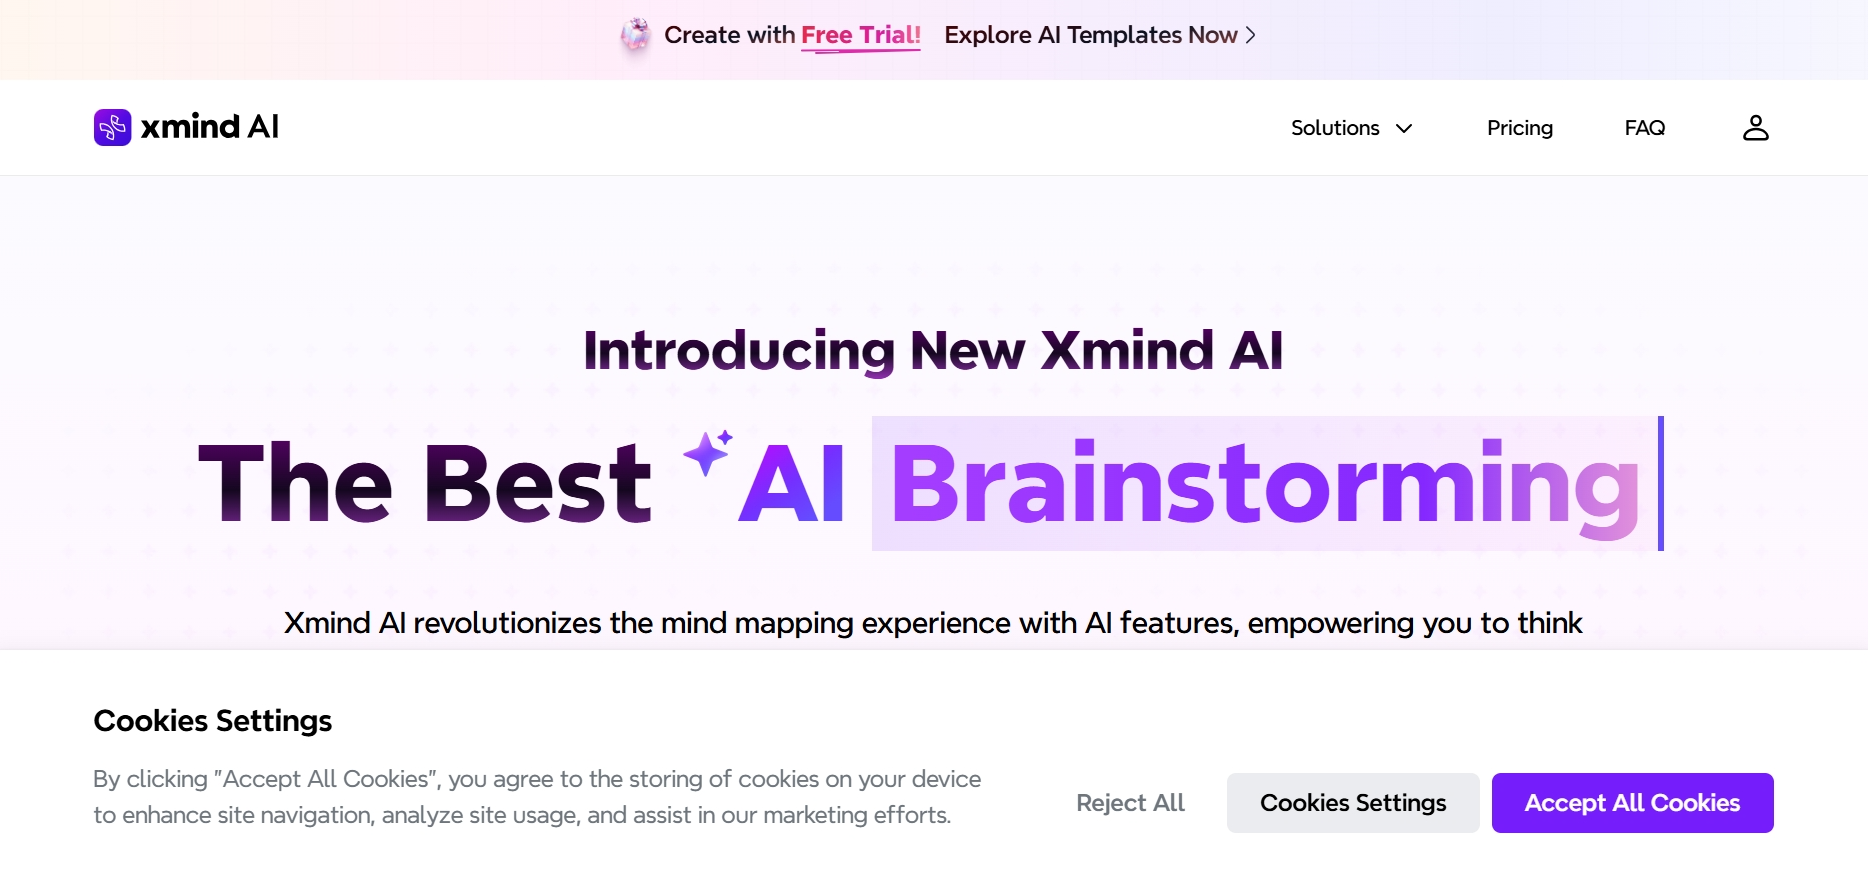 Create with Free Trial! Explore AI Templates Now
xmind AI
Solutions Pricing FAQ
Introducing New Xmind AI
The Best AI Brainstorming
Xmind AI revolutionizes the mind mapping experience with AI features, empowering you to think
Cookies Settings
By clicking "Accept All Cookies", you agree to the storing of cookies on your device
to enhance site navigation, analyze site usage, and assist in our marketing efforts.
Reject All Cookies Settings Accept All Cookies